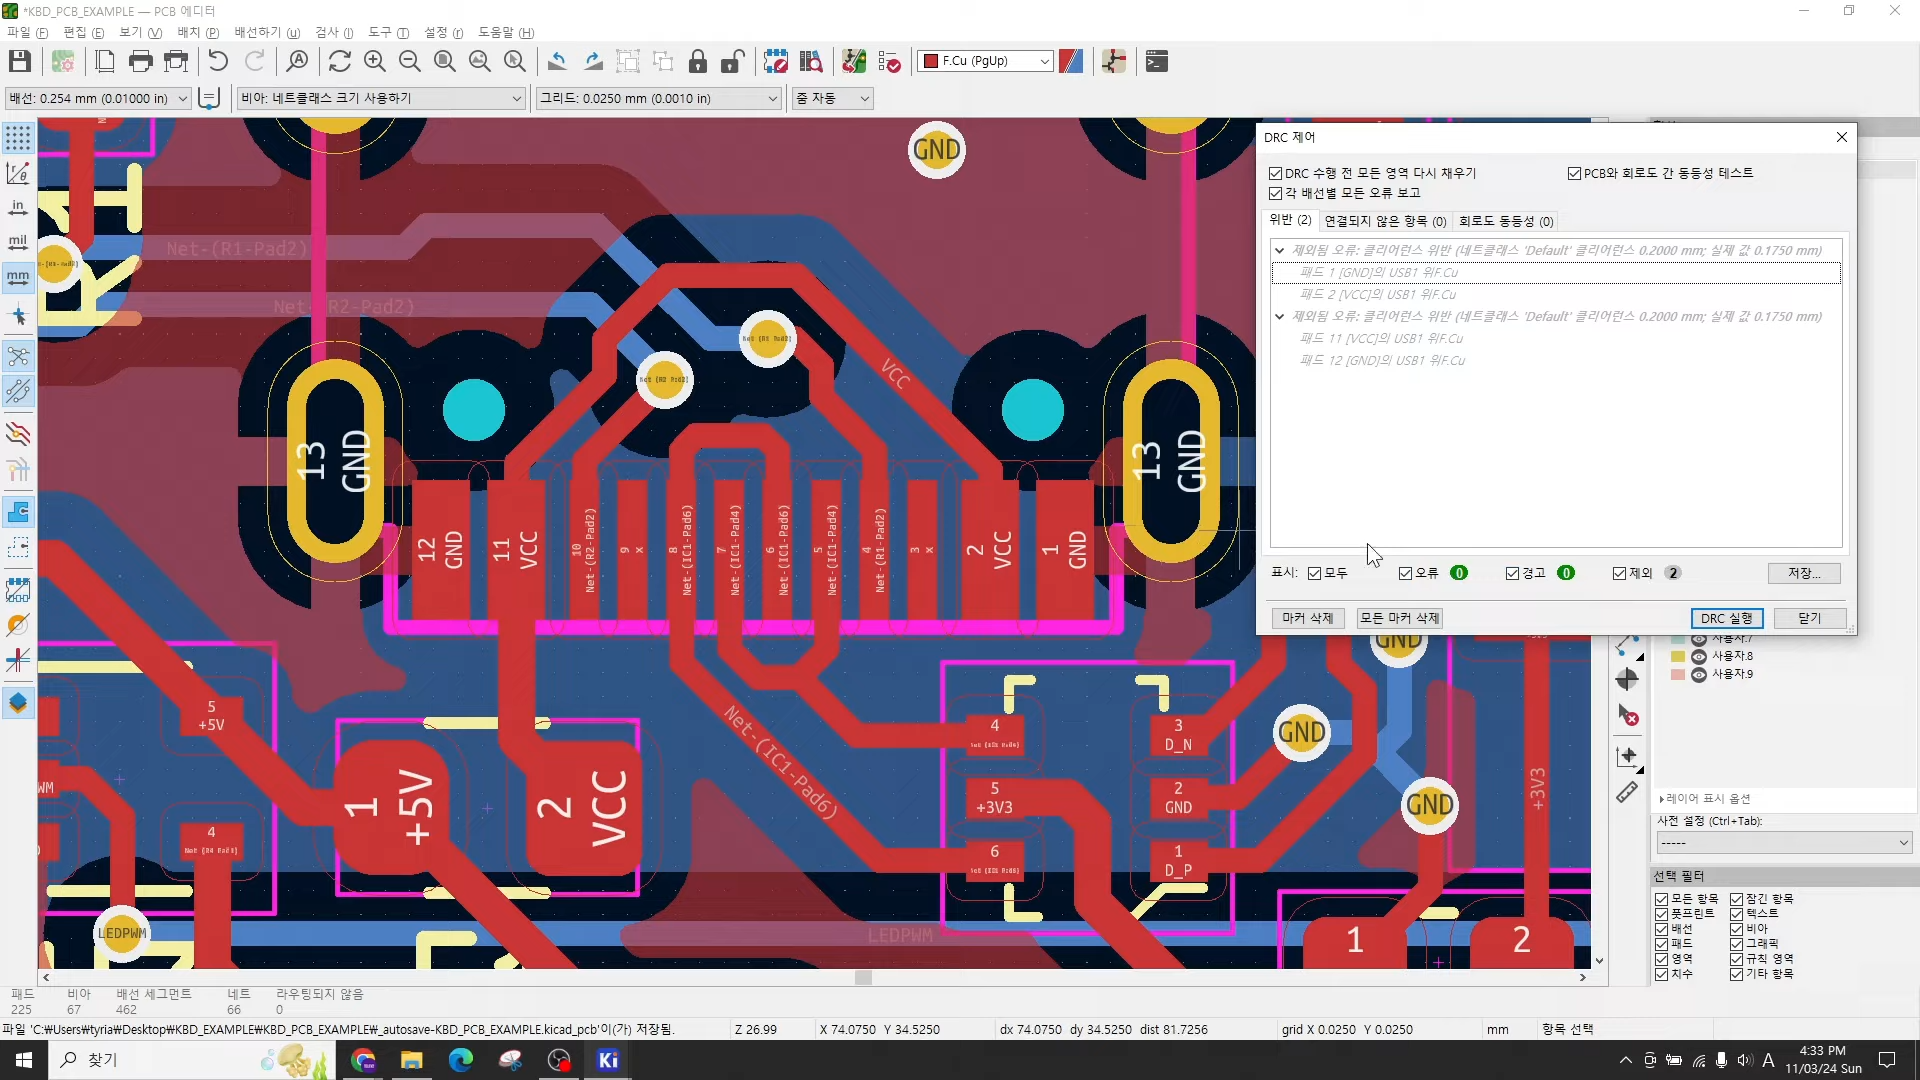 *KBD_PCB_EXAMPLE — PCB 에디터
파일 (F) 편집 (E) 보기 (V) 배치 (P) 배선하기 (u) 검사 (I) 도구 (T) 설정 (r) 도움말 (H)
F.Cu (PgUp)
배선: 0.254 mm (0.01000 in) 비아: 네트클래스 크기 사용하기 그리드: 0.0250 mm (0.0010 in) 줌 자동
in
mil
mm
GND
Net-(R1-Pad2)
Net-(R2-Pad2)
VCC
13 GND
13 GND
12 GND
11 VCC
10 Net-(R2-Pad2)
9 x
8 Net-(IC1-Pad6)
7 Net-(IC1-Pad4)
6 Net-(IC1-Pad6)
5 Net-(IC1-Pad4)
4 Net-(R1-Pad2)
3 x
2 VCC
1 GND
5 +5V
4
1 +5V
2 VCC
Net-(IC1-Pad6)
4
3 D_N
5 +3V3
2 GND
6
1 D_P
GND
GND
GND
+3V3
LEDPWM
LEDPWM
1
2
DRC 제어
DRC 수행 전 모든 영역 다시 채우기
PCB와 회로도 간 동등성 테스트
각 배선별 모든 오류 보고
위반 (2) 연결되지 않은 항목 (0) 회로도 동등성 (0)
제외됨 오류: 클리어런스 위반 (네트클래스 'Default' 클리어런스 0.2000 mm; 실제 값 0.1750 mm)
패드 1 [GND]의 USB1 위F.Cu
패드 2 [VCC]의 USB1 위F.Cu
제외됨 오류: 클리어런스 위반 (네트클래스 'Default' 클리어런스 0.2000 mm; 실제 값 0.1750 mm)
패드 11 [VCC]의 USB1 위F.Cu
패드 12 [GND]의 USB1 위F.Cu
표시: 모두 오류 0 경고 0 제외 2 저장...
마커 삭제 모든 마커 삭제 DRC 실행 닫기
사용자.7
사용자.8
사용자.9
레이어 표시 옵션
사전 설정 (Ctrl+Tab):
-----
선택 필터
모든 항목 잠긴 항목
풋프린트 텍스트
배선 비아
패드 그래픽
영역 규칙 영역
치수 기타 항목
패드 비아 배선 세그먼트 네트 라우팅되지 않음
225 67 462 66 0
파일 'C:₩Users₩tyria₩Desktop₩KBD_EXAMPLE₩KBD_PCB_EXAMPLE₩_autosave-KBD_PCB_EXAMPLE.kicad_pcb'이(가) 저장됨. Z 26.99 X 74.0750 Y 34.5250 dx 74.0750 dy 34.5250 dist 81.7256 grid X 0.0250 Y 0.0250 mm 항목 선택
찾기
Ki
A
4:33 PM
11/03/24 Sun